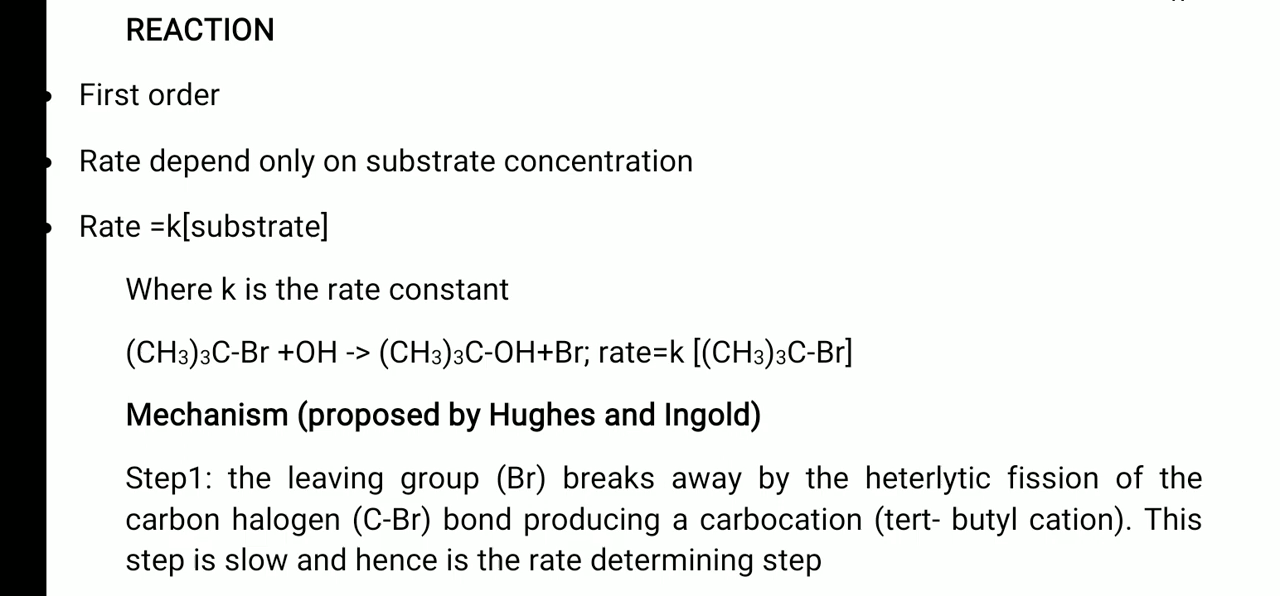 REACTION
• First order
• Rate depend only on substrate concentration
• Rate =k[substrate]
Where k is the rate constant
(CH₃)₃C-Br +OH -> (CH₃)₃C-OH+Br; rate=k [(CH₃)₃C-Br]
Mechanism (proposed by Hughes and Ingold)
Step1: the leaving group (Br) breaks away by the heterlytic fission of the
carbon halogen (C-Br) bond producing a carbocation (tert- butyl cation). This
step is slow and hence is the rate determining step